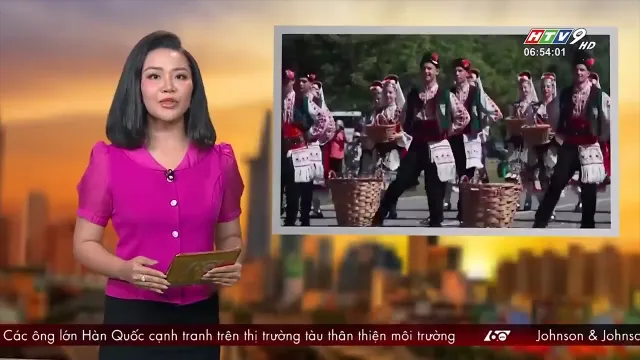 HTV9 HD
06:54:01
Các ông lớn Hàn Quốc cạnh tranh trên thị trường tàu thân thiện môi trường
60
Johnson & Johnso